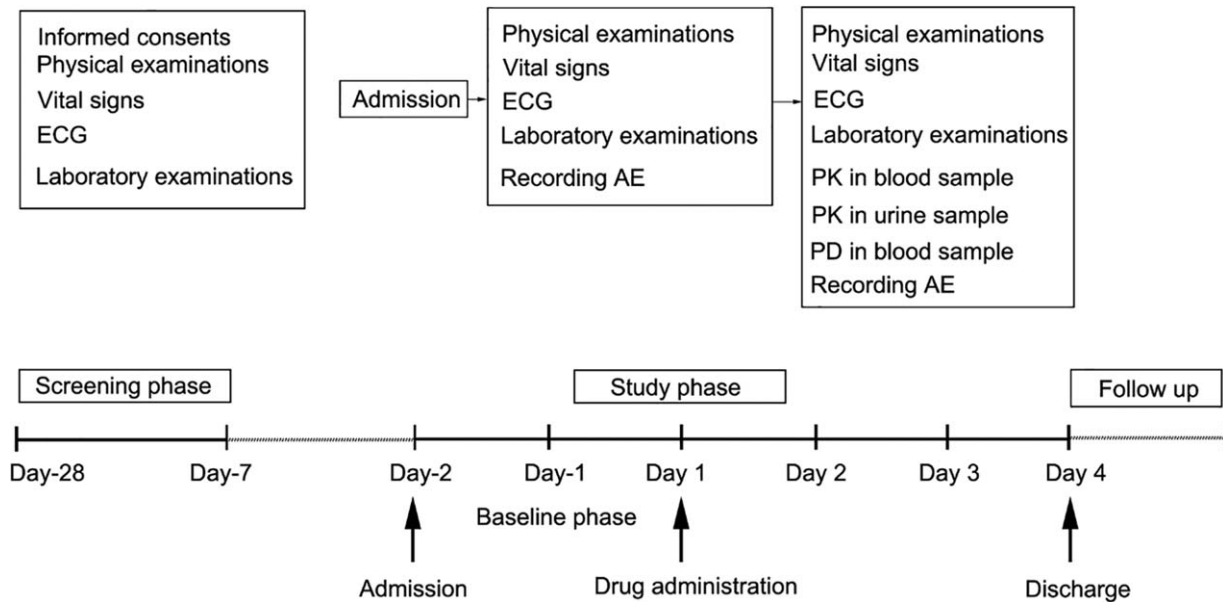 Informed consents
Physical examinations
Vital signs
ECG
Laboratory examinations
Admission
Physical examinations
Vital signs
ECG
Laboratory examinations
Recording AE
Physical examinations
Vital signs
ECG
Laboratory examinations
PK in blood sample
PK in urine sample
PD in blood sample
Recording AE
Screening phase
Study phase
Follow up
Day-28
Day-7
Day-2
Day-1
Day 1
Day 2
Day 3
Day 4
Baseline phase
Admission
Drug administration
Discharge